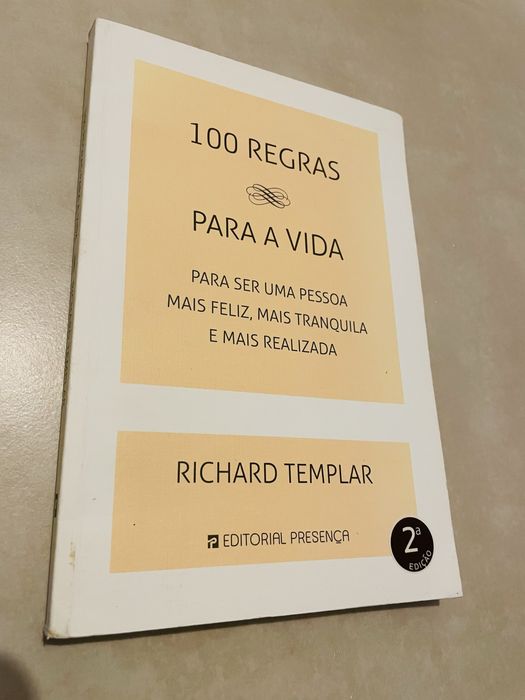 100 REGRAS
PARA A VIDA
PARA SER UMA PESSOA
MAIS FELIZ, MAIS TRANQUILA
E MAIS REALIZADA
RICHARD TEMPLAR
EDITORIAL PRESENÇA
2ª
EDIÇÃO